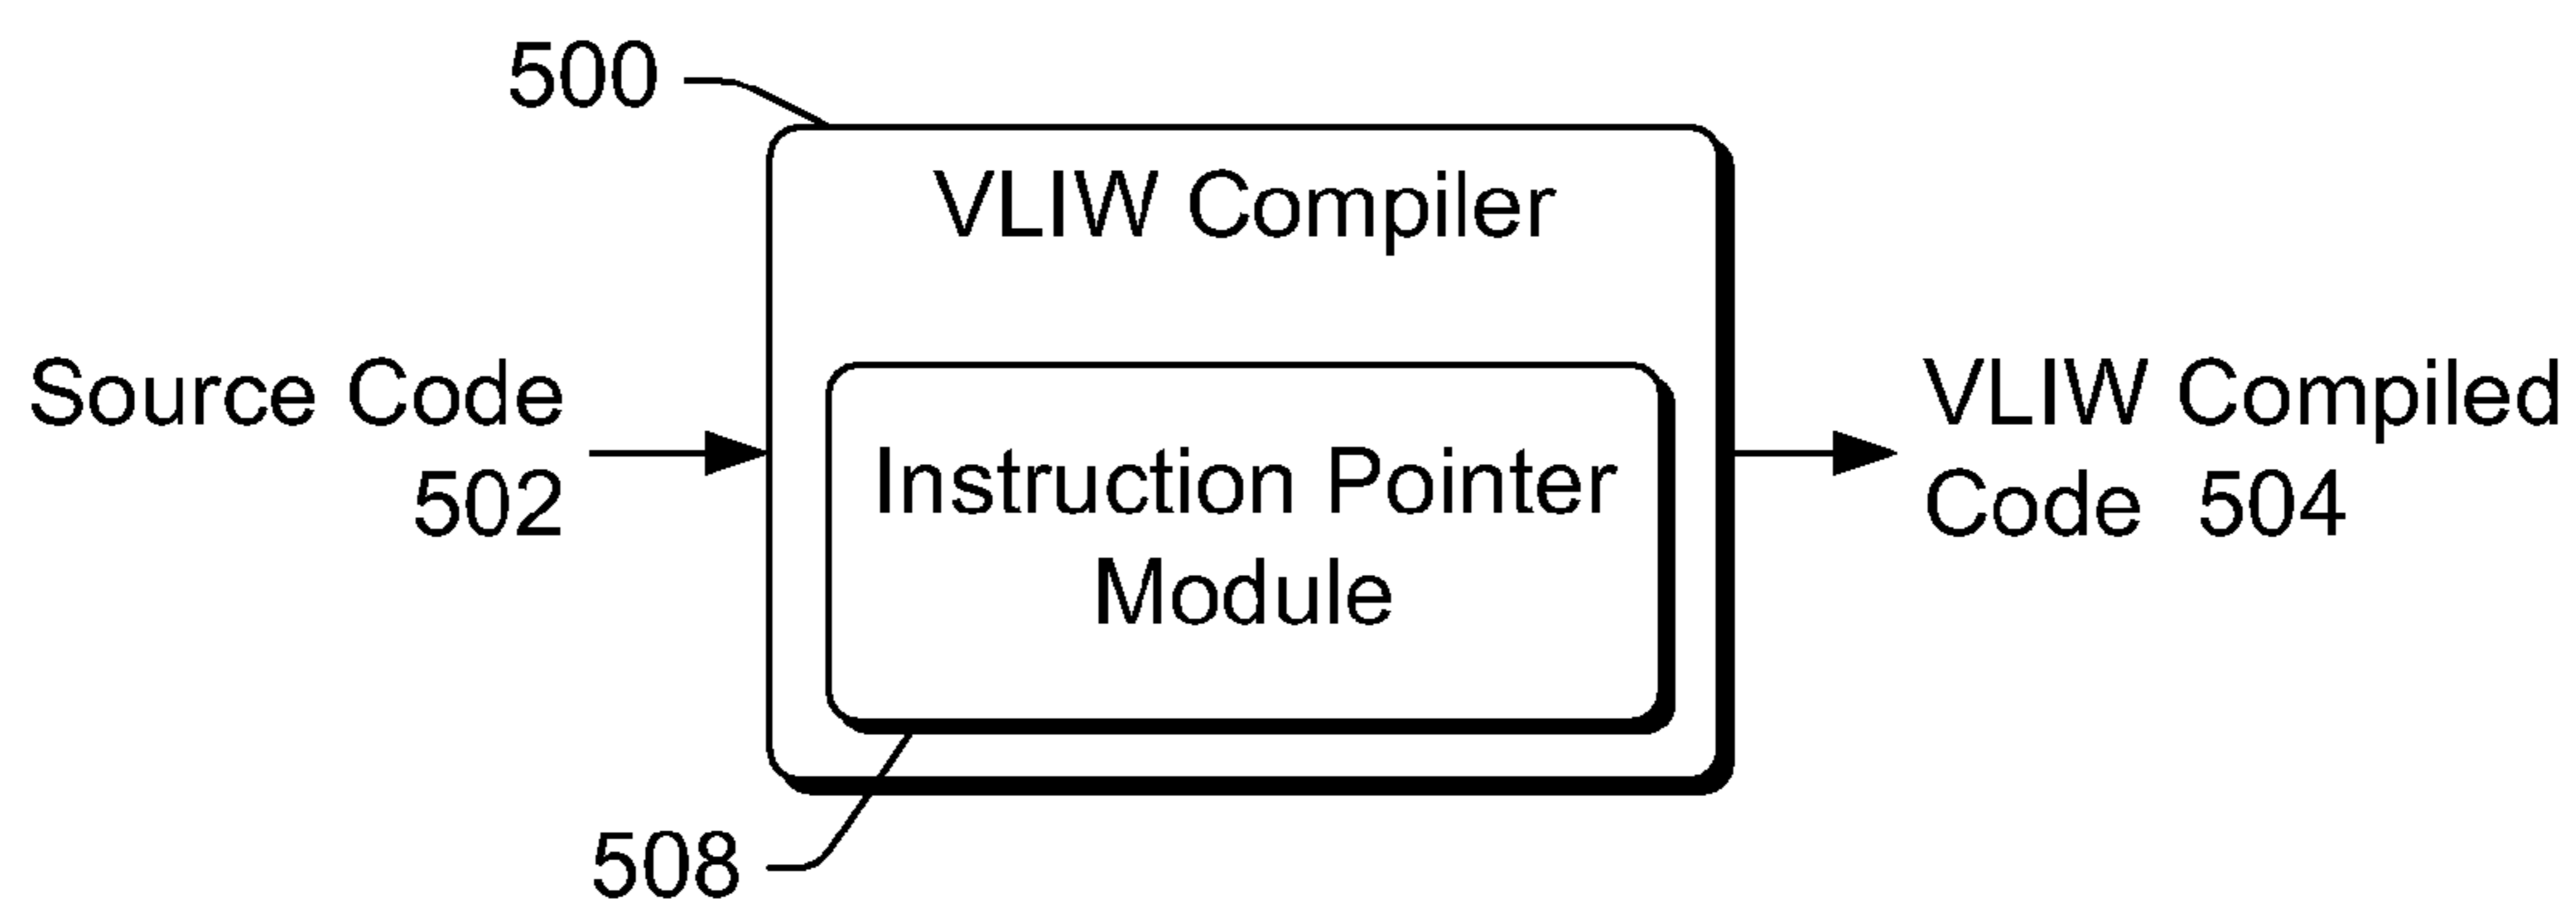 500
VLIW Compiler
Source Code
502
Instruction Pointer
Module
VLIW Compiled
Code 504
508